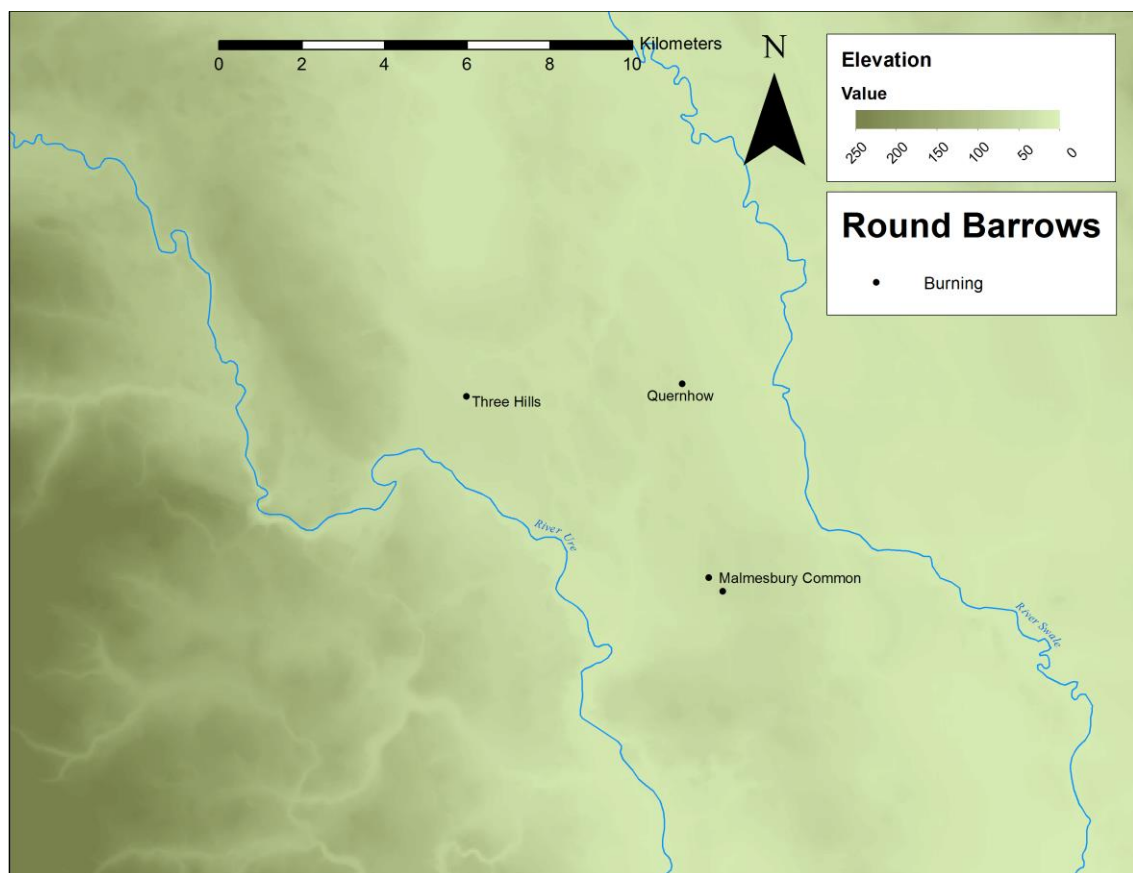 Kilometers
0 2 4 6 8 10
N
Elevation
Value
250 200 150 100 50 0
Round Barrows
Burning
Three Hills
Quernhow
River Ure
Malmesbury Common
River Swale